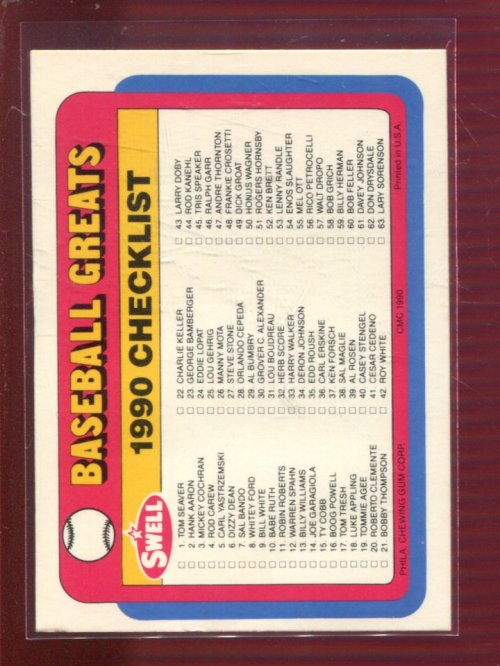 BASEBALL GREATS
1990 CHECKLIST
SWELL
1. TOM SEAVER
2. HANK AARON
3. MICKEY COCHRAN
4. ROD CAREW
5. CARL YASTRZEMSKI
6. DIZZY DEAN
7. SAL BANDO
8. WHITEY FORD
9. BILL WHITE
10. BABE RUTH
11. ROBIN ROBERTS
12. WARREN SPAHN
13. BILLY WILLIAMS
14. JOE GARAGIOLA
15. TY COBB
16. BOOG POWELL
17. TOM TRESH
18. LUKE APPLING
19. TOMMIE AGEE
20. ROBERTO CLEMENTE
21. BOBBY THOMPSON
22. CHARLIE KELLER
23. GEORGE BAMBERGER
24. EDDIE LOPAT
25. LOU GEHRIG
26. MANNY MOTA
27. STEVE STONE
28. ORLANDO CEPEDA
29. AL BUMBRY
30. GROVER C. ALEXANDER
31. LOU BOUDREAU
32. HERB SCORE
33. HARRY WALKER
34. DERON JOHNSON
35. EDD ROUSH
36. CARL ERSKINE
37. KEN FORSCH
38. SAL MAGLIE
39. AL ROSEN
40. CASEY STENGEL
41. CESAR CEDENO
42. ROY WHITE
43. LARRY DOBY
44. ROD KANEHL
45. TRIS SPEAKER
46. RALPH GARR
47. ANDRE THORNTON
48. FRANKIE CROSETTI
49. DICK GROAT
50. HONUS WAGNER
51. ROGERS HORNSBY
52. KEN BRETT
53. LENNY RANDLE
54. ENOS SLAUGHTER
55. MEL OTT
56. RICO PETROCELLI
57. WALT DROPO
58. BOB GRICH
59. BILLY HERMAN
60. BOB FELLER
61. DAVEY JOHNSON
62. DON DRYSDALE
63. LARY SORENSON
PHILA. CHEWING GUM CORP. CMC 1990 Printed in U.S.A.